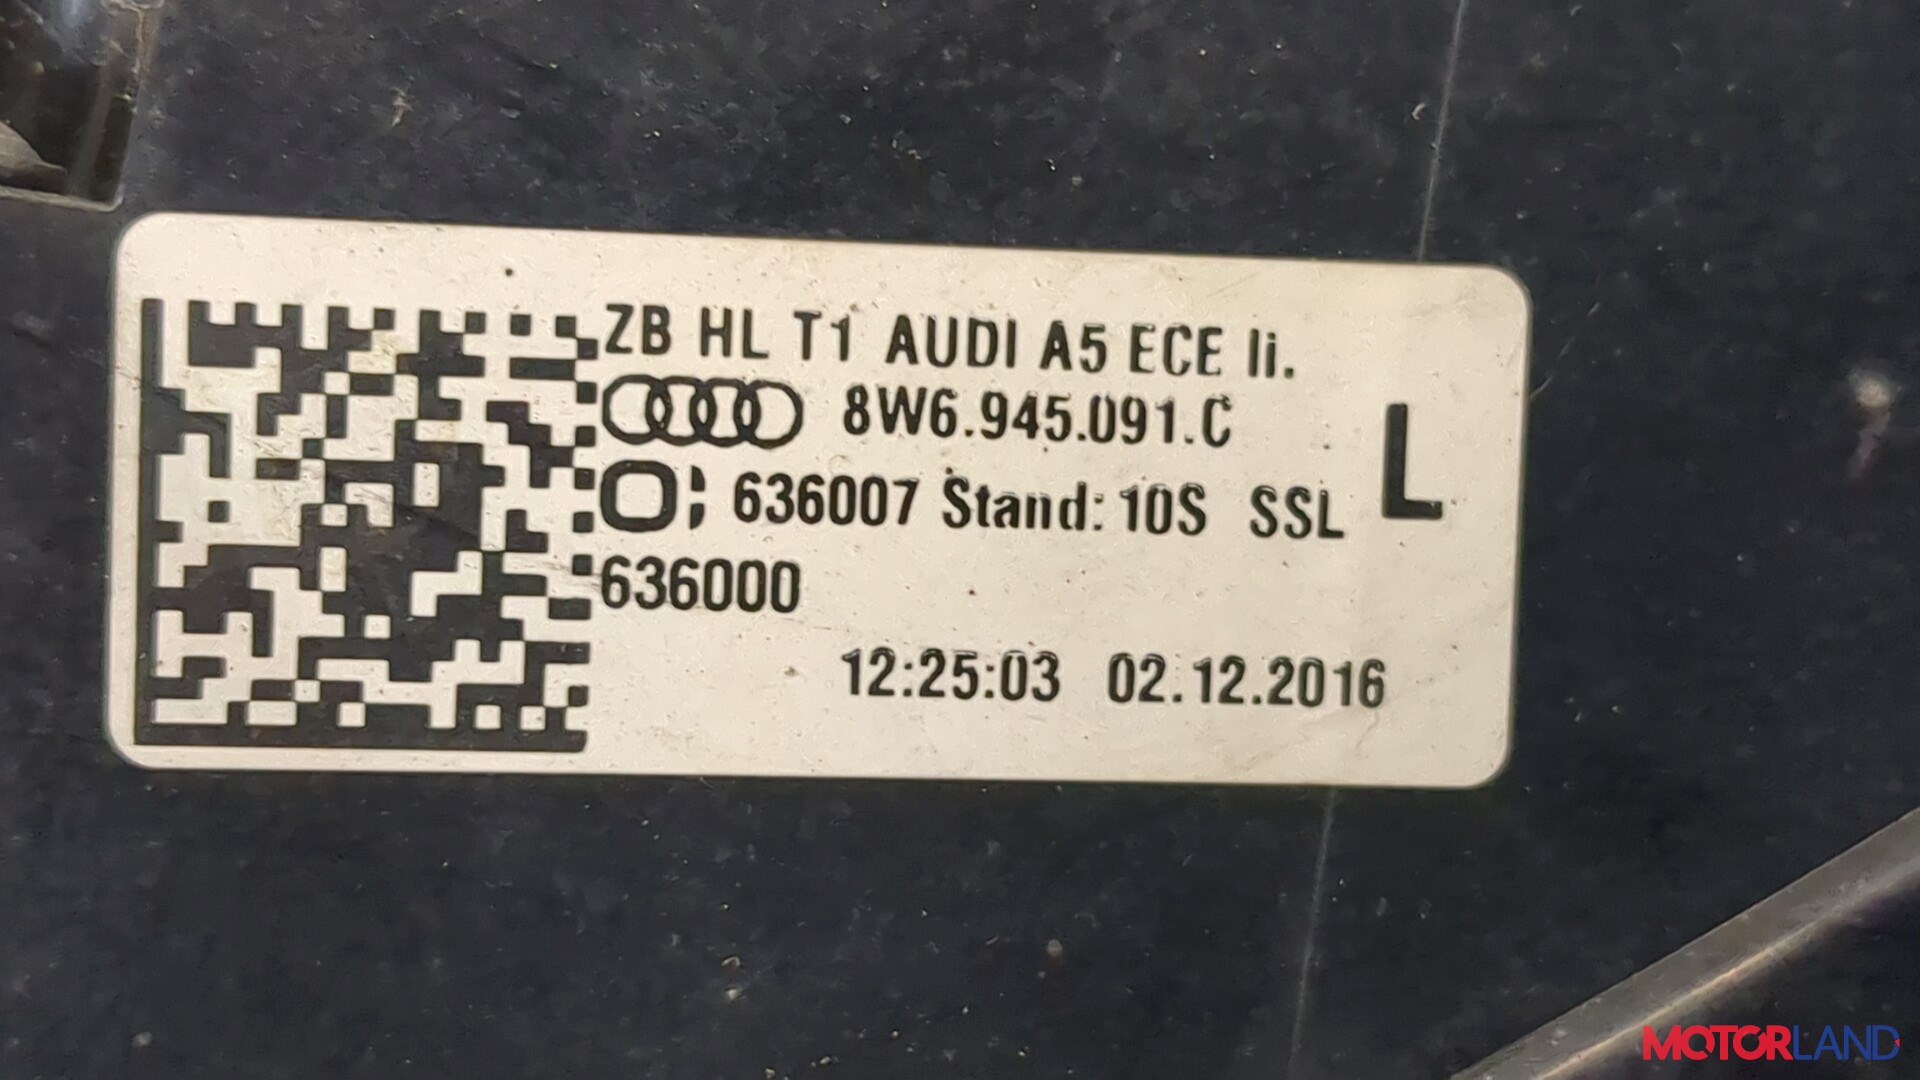 ZB HL T1 AUDI A5 ECE li.
8W6.945.091.C
L
636007 Stand: 10S SSL
636000
12:25:03 02.12.2016
MOTORLAND